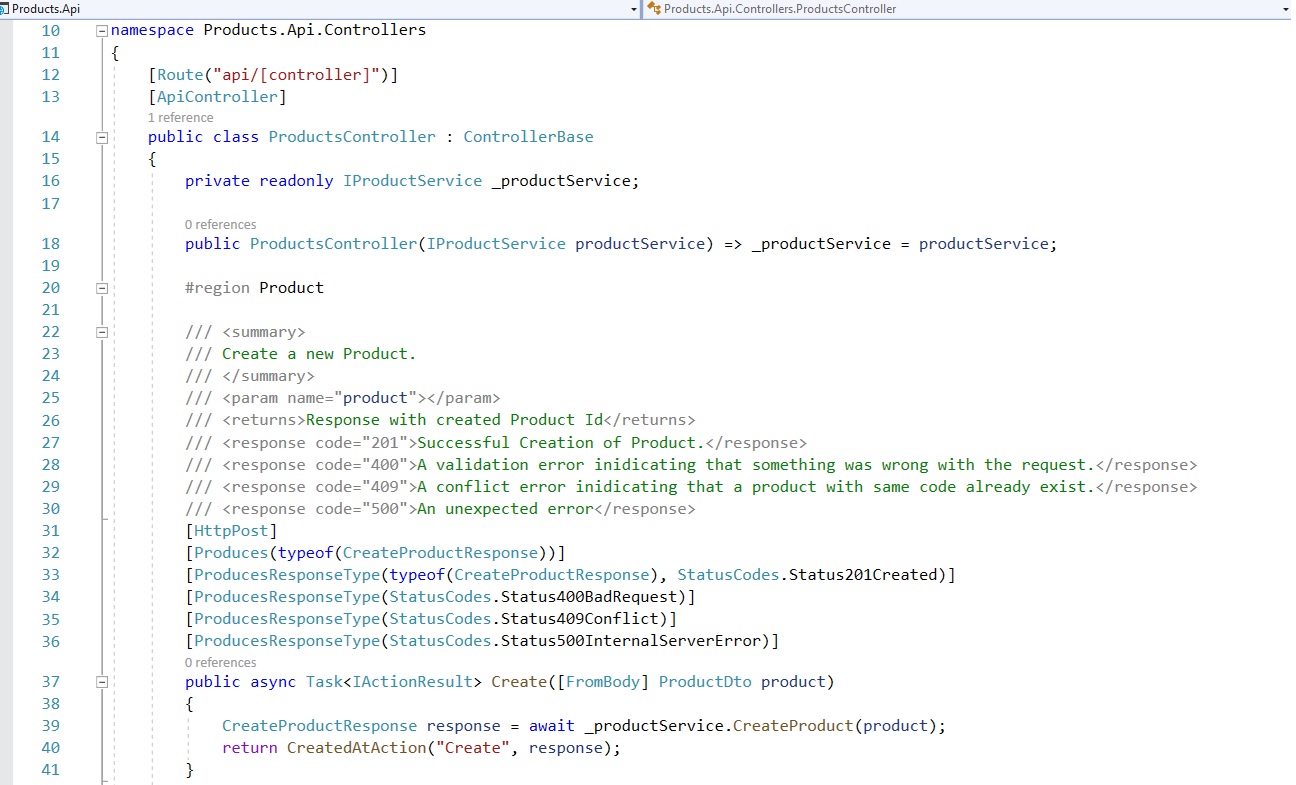 Products.Api Products.Api.Controllers.ProductsController
10 namespace Products.Api.Controllers
11 {
12 [Route("api/[controller]")]
13 [ApiController]
1 reference
14 public class ProductsController : ControllerBase
15 {
16 private readonly IProductService _productService;
17
0 references
18 public ProductsController(IProductService productService) => _productService = productService;
19
20 #region Product
21
22 /// <summary>
23 /// Create a new Product.
24 /// </summary>
25 /// <param name="product"></param>
26 /// <returns>Response with created Product Id</returns>
27 /// <response code="201">Successful Creation of Product.</response>
28 /// <response code="400">A validation error inidicating that something was wrong with the request.</response>
29 /// <response code="409">A conflict error inidicating that a product with same code already exist.</response>
30 /// <response code="500">An unexpected error</response>
31 [HttpPost]
32 [Produces(typeof(CreateProductResponse))]
33 [ProducesResponseType(typeof(CreateProductResponse), StatusCodes.Status201Created)]
34 [ProducesResponseType(StatusCodes.Status400BadRequest)]
35 [ProducesResponseType(StatusCodes.Status409Conflict)]
36 [ProducesResponseType(StatusCodes.Status500InternalServerError)]
0 references
37 public async Task<IActionResult> Create([FromBody] ProductDto product)
38 {
39 CreateProductResponse response = await _productService.CreateProduct(product);
40 return CreatedAtAction("Create", response);
41 }